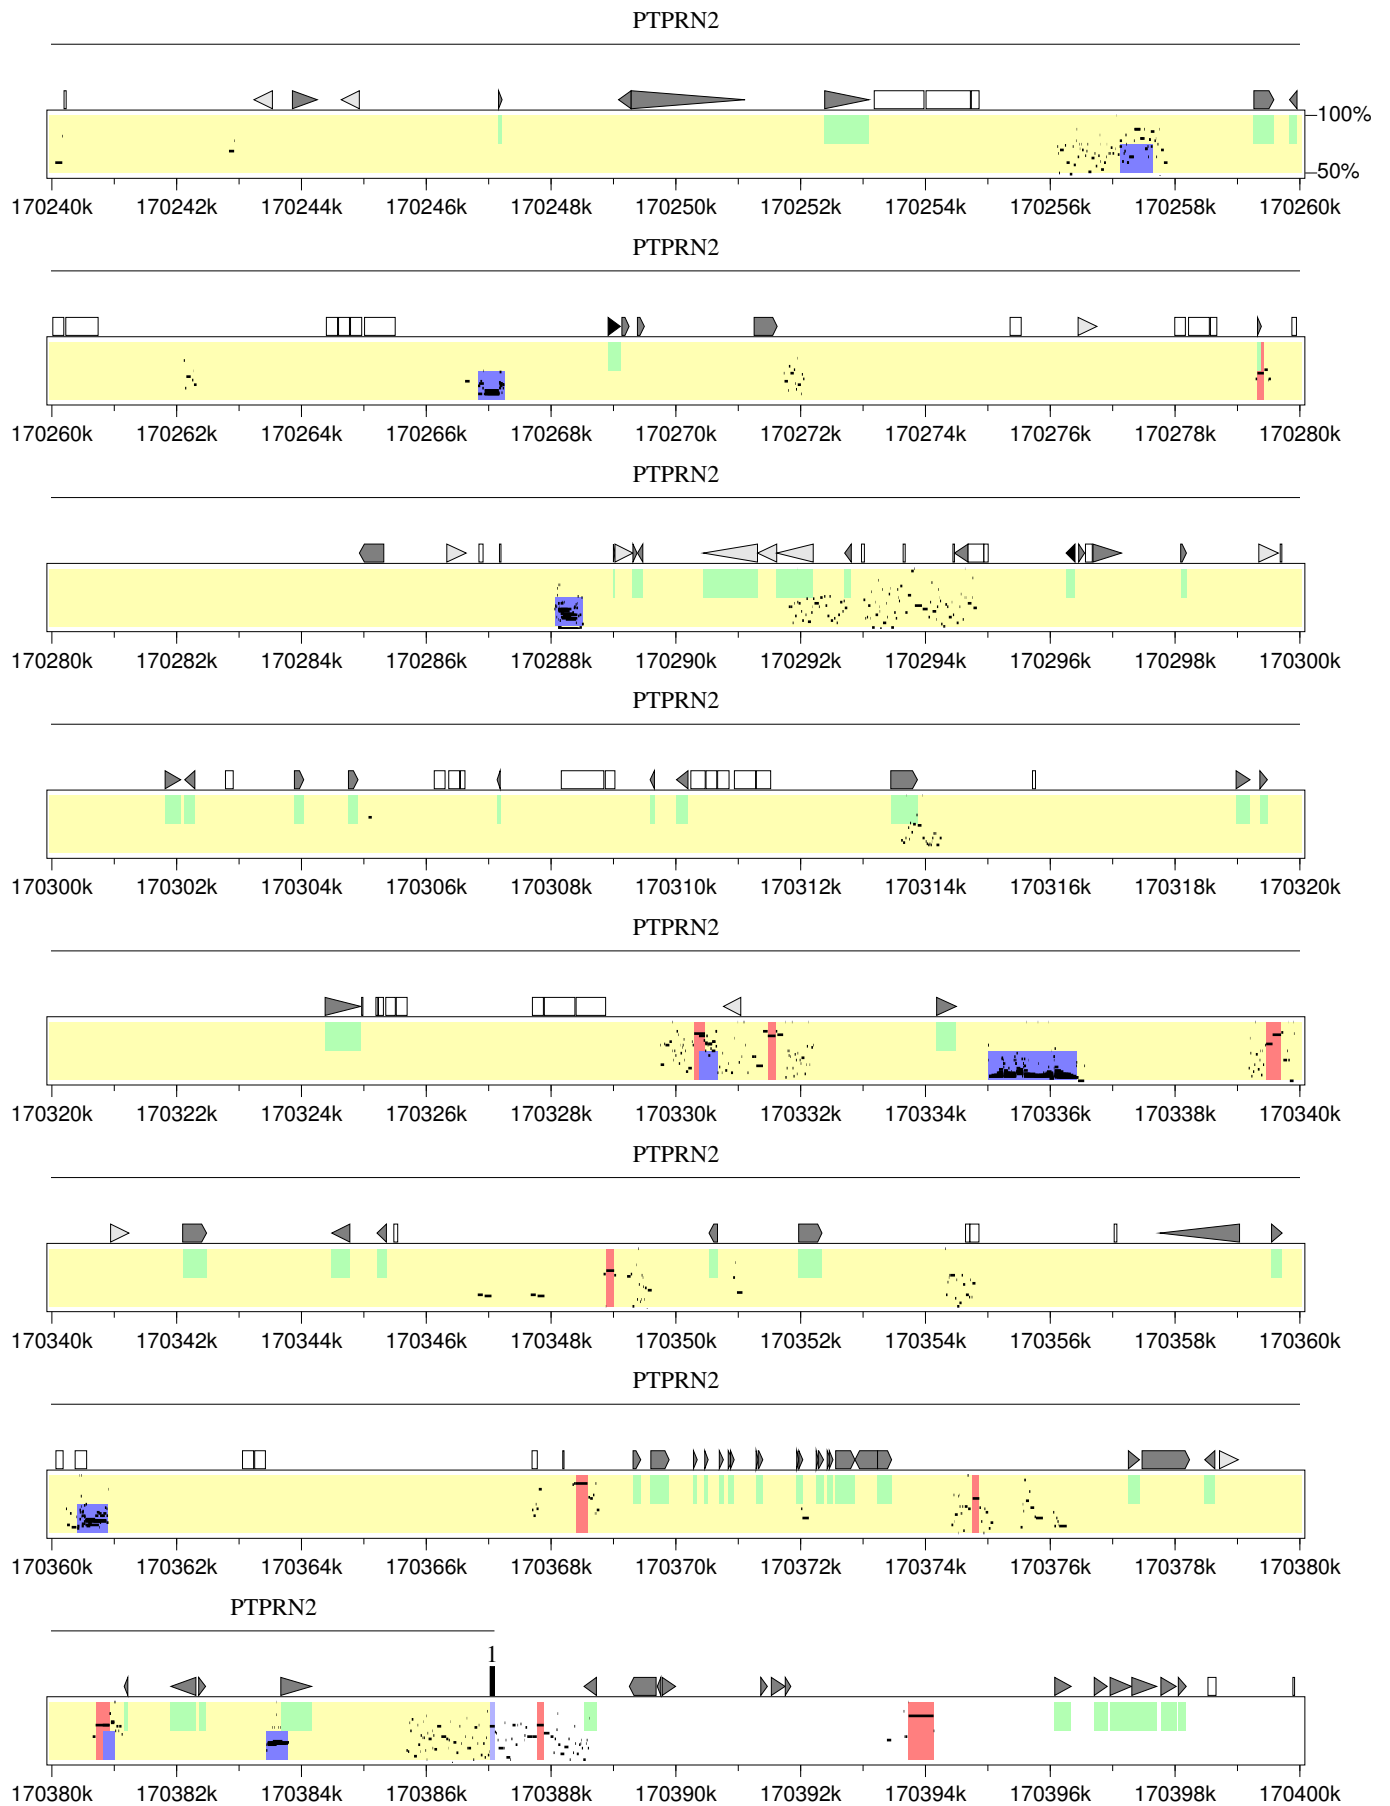 PTPRN2
100%
50%
170240k 170242k 170244k 170246k 170248k 170250k 170252k 170254k 170256k 170258k 170260k
PTPRN2
170260k 170262k 170264k 170266k 170268k 170270k 170272k 170274k 170276k 170278k 170280k
PTPRN2
170280k 170282k 170284k 170286k 170288k 170290k 170292k 170294k 170296k 170298k 170300k
PTPRN2
170300k 170302k 170304k 170306k 170308k 170310k 170312k 170314k 170316k 170318k 170320k
PTPRN2
170320k 170322k 170324k 170326k 170328k 170330k 170332k 170334k 170336k 170338k 170340k
PTPRN2
170340k 170342k 170344k 170346k 170348k 170350k 170352k 170354k 170356k 170358k 170360k
PTPRN2
170360k 170362k 170364k 170366k 170368k 170370k 170372k 170374k 170376k 170378k 170380k
PTPRN2
1
170380k 170382k 170384k 170386k 170388k 170390k 170392k 170394k 170396k 170398k 170400k